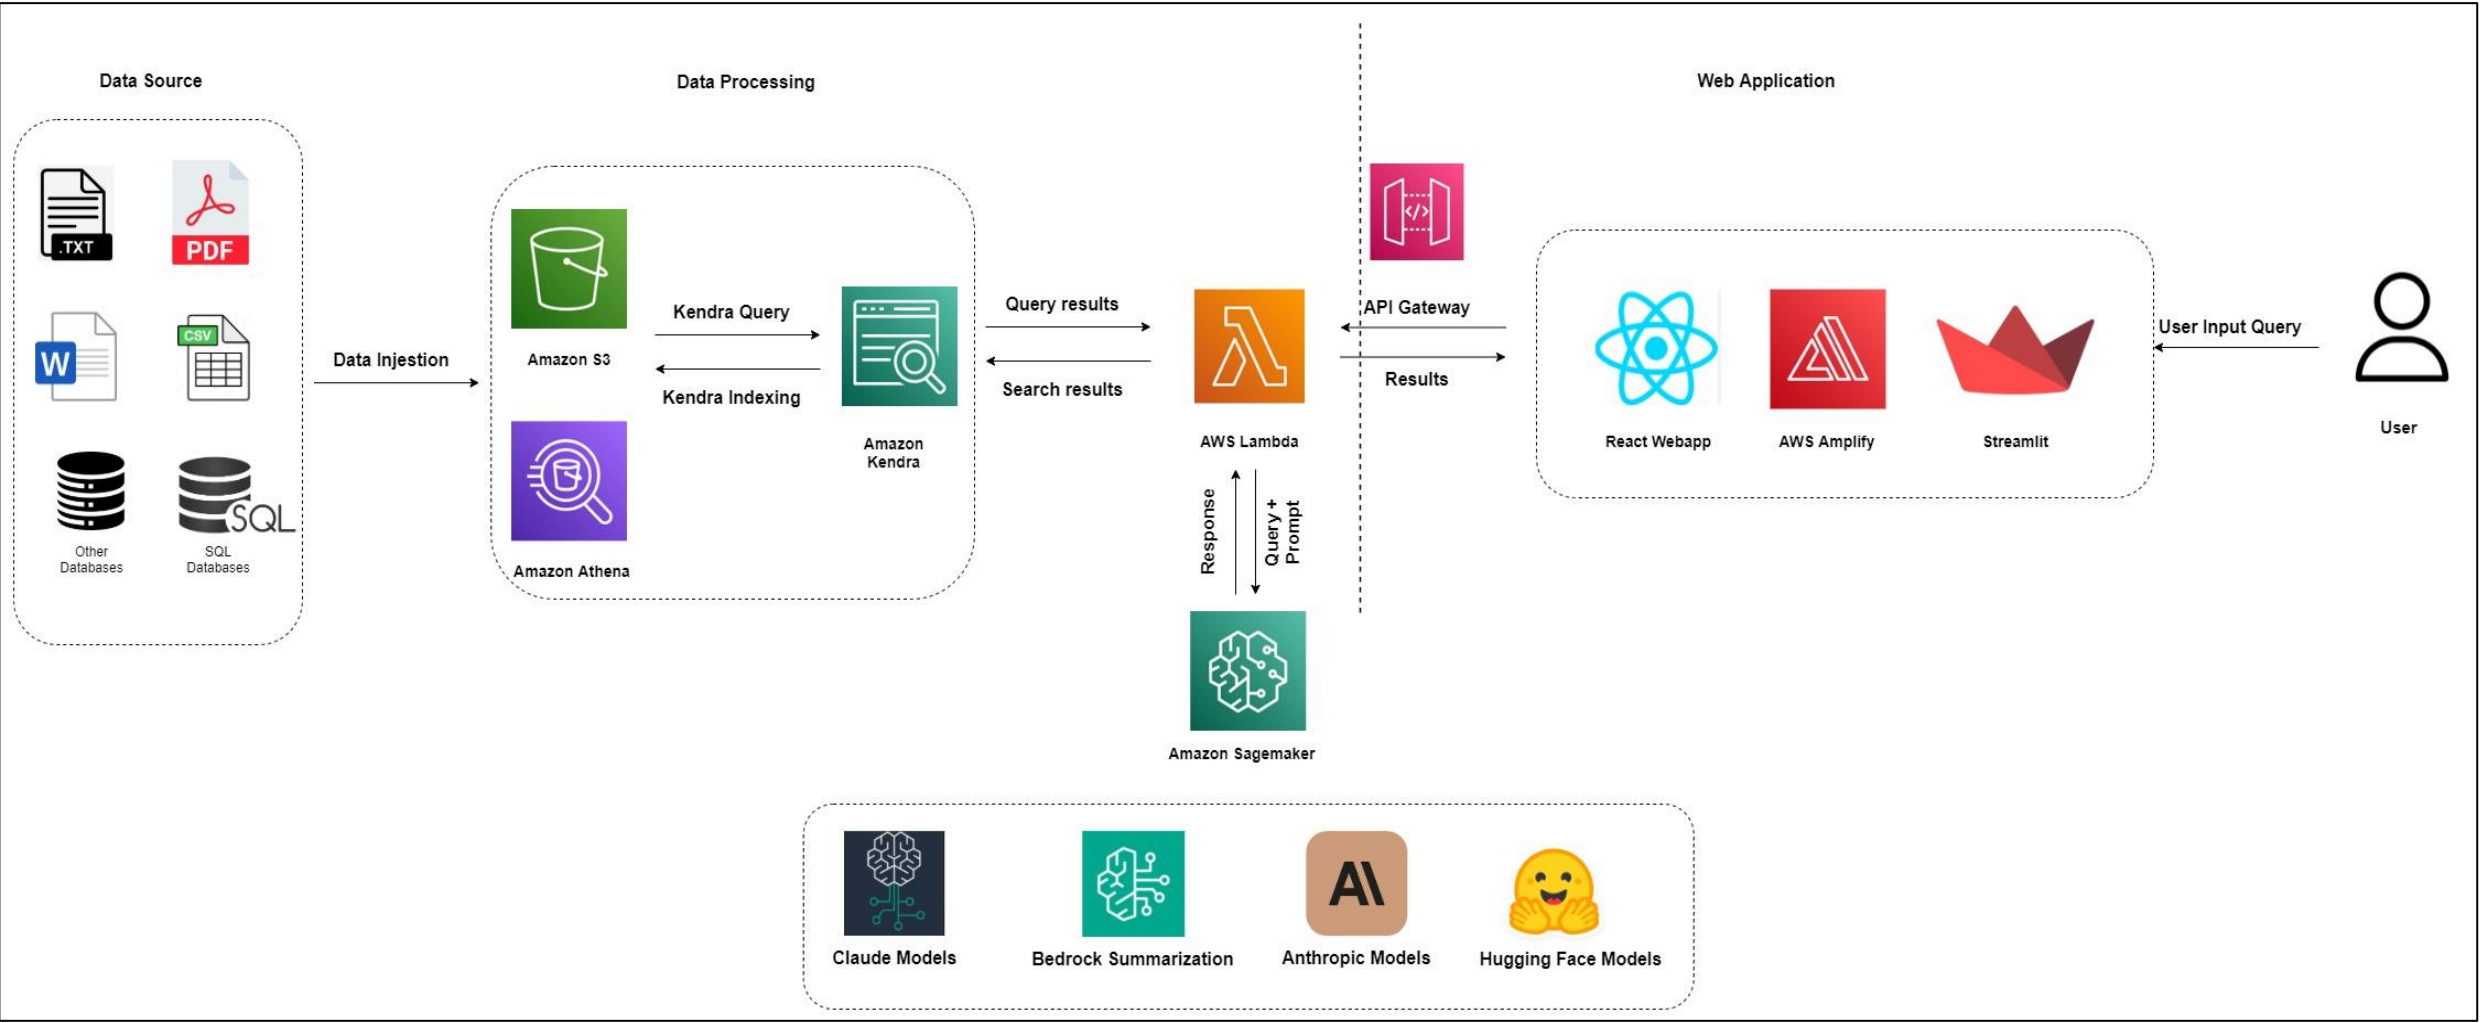 Data Source
Data Processing
Web Application
.TXT
PDF
W
CSV
SQL
Other
Databases
SQL
Databases
Data Injestion
Amazon S3
Amazon Athena
Kendra Query
Kendra Indexing
Amazon
Kendra
Query results
Search results
AWS Lambda
Response
Query +
Prompt
Amazon Sagemaker
</>
API Gateway
Results
React Webapp
AWS Amplify
Streamlit
User Input Query
User
A\
Claude Models
Bedrock Summarization
Anthropic Models
Hugging Face Models